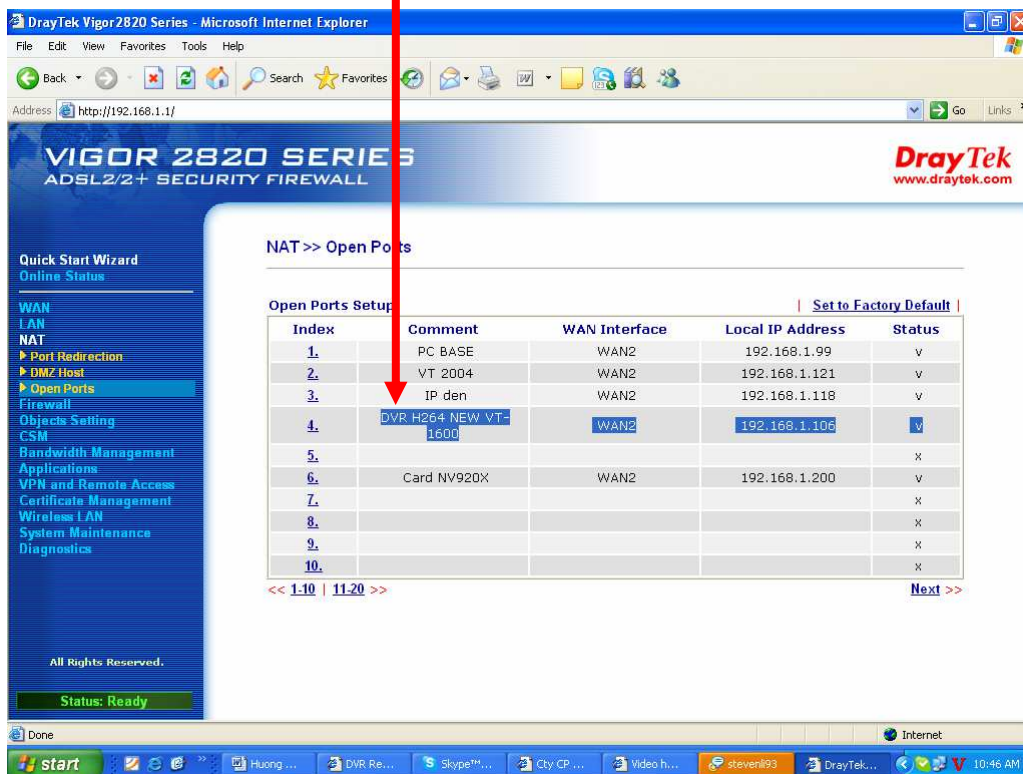 DrayTek Vigor2820 Series - Microsoft Internet Explorer
File Edit View Favorites Tools Help
Back Search Favorites
Address http://192.168.1.1/ Go Links
VIGOR 2820 SERIES
ADSL2/2+ SECURITY FIREWALL
DrayTek
www.draytek.com
Quick Start Wizard
Online Status
WAN
LAN
NAT
Port Redirection
DMZ Host
Open Ports
Firewall
Objects Setting
CSM
Bandwidth Management
Applications
VPN and Remote Access
Certificate Management
Wireless LAN
System Maintenance
Diagnostics
All Rights Reserved.
Status: Ready
NAT >> Open Ports
Open Ports Setup | Set to Factory Default |
Index Comment WAN Interface Local IP Address Status
1. PC BASE WAN2 192.168.1.99 v
2. VT 2004 WAN2 192.168.1.121 v
3. IP den WAN2 192.168.1.118 v
4. DVR H264 NEW VT-
1600 WAN2 192.168.1.106 v
5. x
6. Card NV920X WAN2 192.168.1.200 v
7. x
8. x
9. x
10. x
<< 1-10 | 11-20 >> Next >>
Done Internet
start Huong ... DVR Re... Skype™... Cty CP ... Video h... stevenli93 DrayTek... 10:46 AM